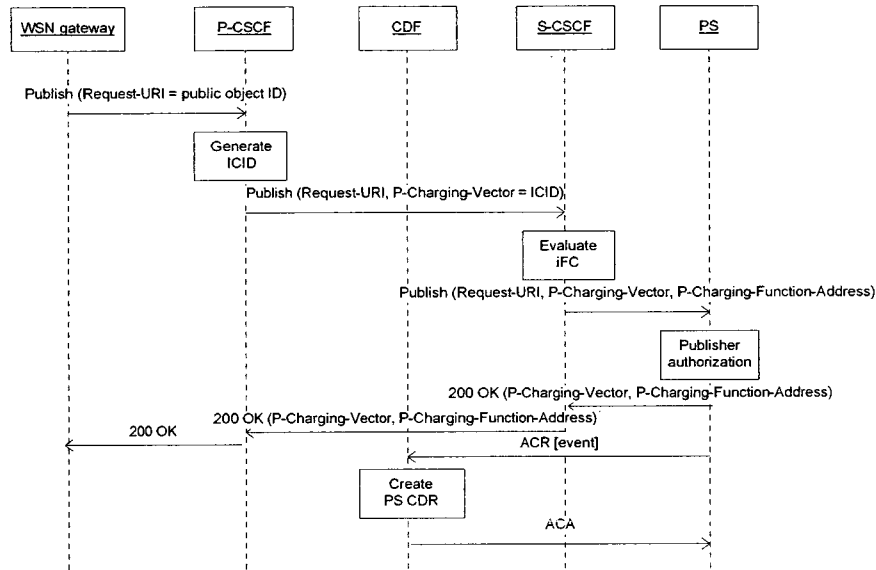 WSN gateway
P-CSCF
CDF
S-CSCF
PS
Publish (Request-URI = public object ID)
Generate
ICID
Publish (Request-URI, P-Charging-Vector = ICID)
Evaluate
iFC
Publish (Request-URI, P-Charging-Vector, P-Charging-Function-Address)
Publisher
authorization
200 OK (P-Charging-Vector, P-Charging-Function-Address)
200 OK (P-Charging-Vector, P-Charging-Function-Address)
200 OK
ACR [event]
Create
PS CDR
ACA